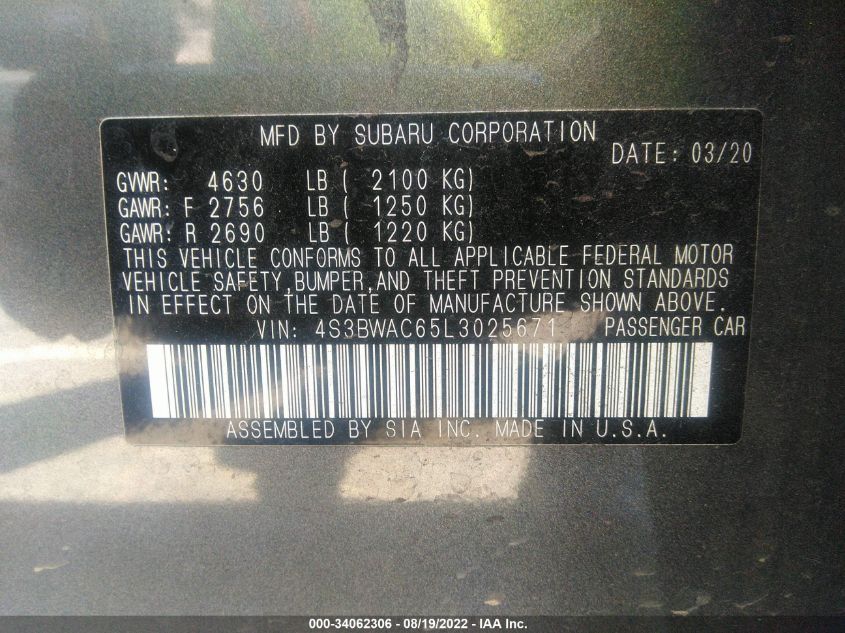 MFD BY SUBARU CORPORATION
DATE: 03/20
GVWR: 4630 LB ( 2100 KG)
GAWR: F 2756 LB ( 1250 KG)
GAWR: R 2690 LB ( 1220 KG)
THIS VEHICLE CONFORMS TO ALL APPLICABLE FEDERAL MOTOR
VEHICLE SAFETY,BUMPER,AND THEFT PREVENTION STANDARDS
IN EFFECT ON THE DATE OF MANUFACTURE SHOWN ABOVE.
VIN: 4S3BWAC65L3025671 PASSENGER CAR
ASSEMBLED BY SIA INC. MADE IN U.S.A.
000-34062306 - 08/19/2022 - IAA Inc.